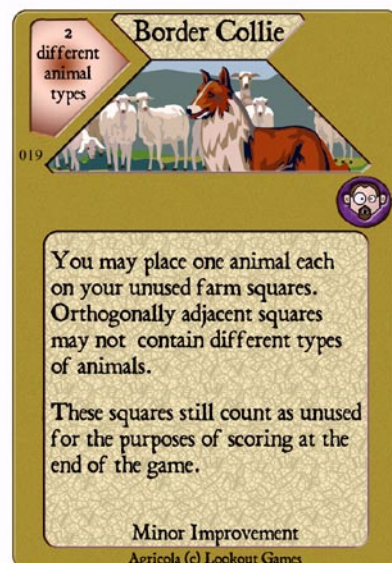 2
different
animal
types
Border Collie
019
You may place one animal each
on your unused farm squares.
Orthogonally adjacent squares
may not contain different types
of animals.
These squares still count as unused
for the purposes of scoring at the
end of the game.
Minor Improvement
Agricola (c) Lookout Games